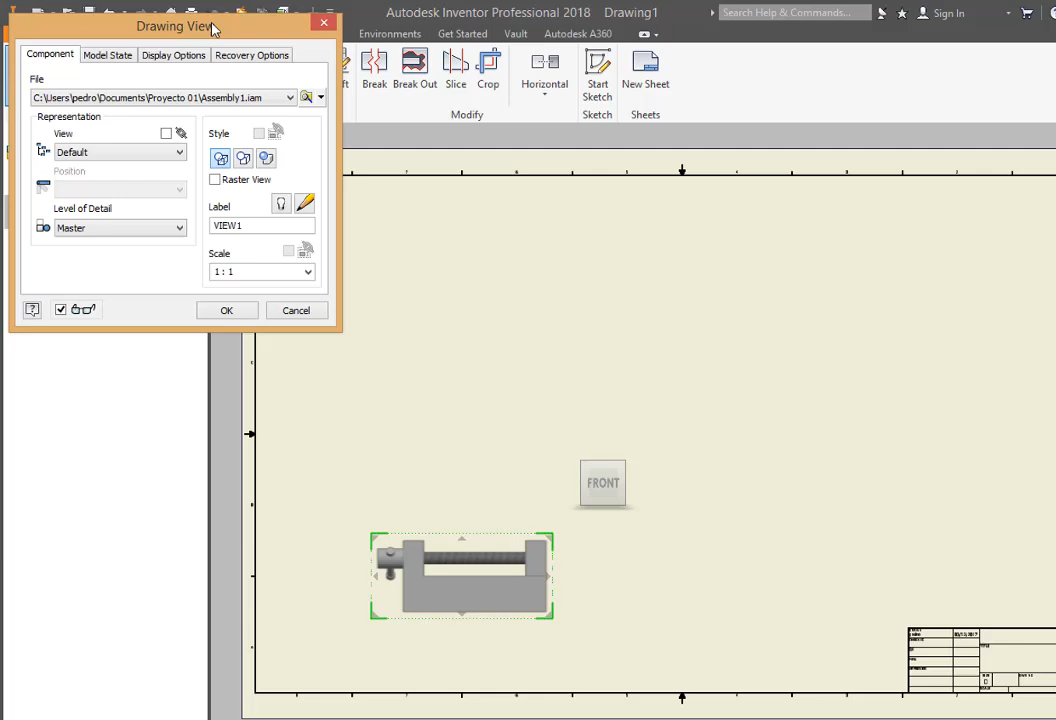 Drawing View
Autodesk Inventor Professional 2018 Drawing1
Search Help & Commands...
Sign In
Environments Get Started Vault Autodesk A360
Component Model State Display Options Recovery Options
File
C:\Users\pedro\Documents\Proyecto 01\Assembly1.iam
Representation
View
Default
Position
Level of Detail
Master
Style
Raster View
Label
VIEW1
Scale
1 : 1
OK Cancel
Break Break Out Slice Crop
Horizontal
Start Sketch
New Sheet
Modify
Sketch
Sheets
FRONT